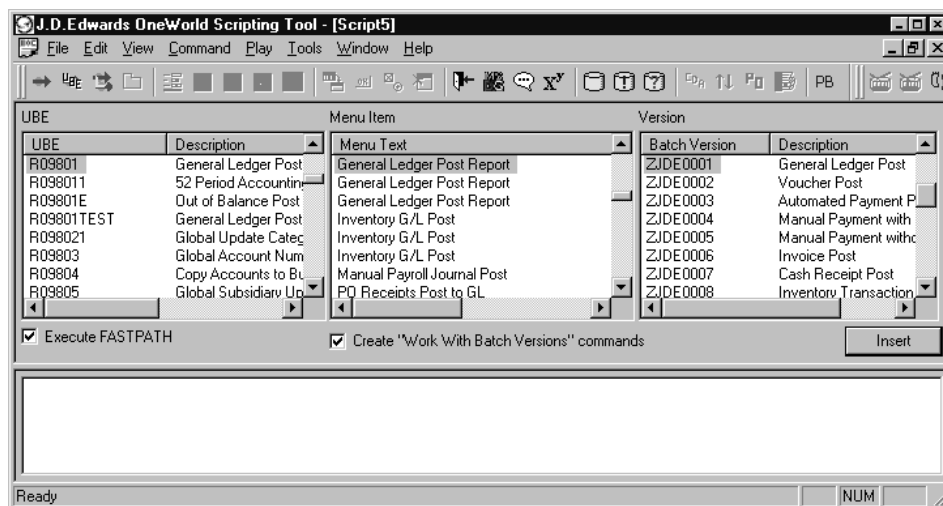 J.D.Edwards OneWorld Scripting Tool - [Script5]
File Edit View Command Play Tools Window Help
UBE PB
UBE Menu Item Version
UBE Description Menu Text Batch Version Description
R09801 General Ledger Post General Ledger Post Report ZJDE0001 General Ledger Post
R098011 52 Period Accounting General Ledger Post Report ZJDE0002 Voucher Post
R09801E Out of Balance Post General Ledger Post Report ZJDE0003 Automated Payment P
R09801TEST General Ledger Post Inventory G/L Post ZJDE0004 Manual Payment with
R098021 Global Update Categ Inventory G/L Post ZJDE0005 Manual Payment witho
R09803 Global Account Num Inventory G/L Post ZJDE0006 Invoice Post
R09804 Copy Accounts to Bu Manual Payroll Journal Post ZJDE0007 Cash Receipt Post
R09805 Global Subsidiary Up PO Receipts Post to GL ZJDE0008 Inventory Transaction
Execute FASTPATH Create "Work With Batch Versions" commands Insert
Ready NUM